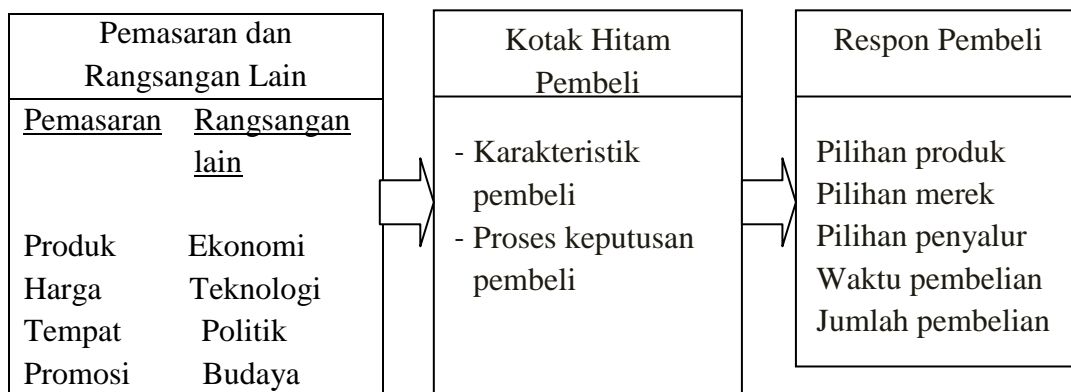 Pemasaran dan
Rangsangan Lain
Pemasaran Rangsangan
lain
Produk Ekonomi
Harga Teknologi
Tempat Politik
Promosi Budaya
Kotak Hitam
Pembeli
- Karakteristik
pembeli
- Proses keputusan
pembeli
Respon Pembeli
Pilihan produk
Pilihan merek
Pilihan penyalur
Waktu pembelian
Jumlah pembelian